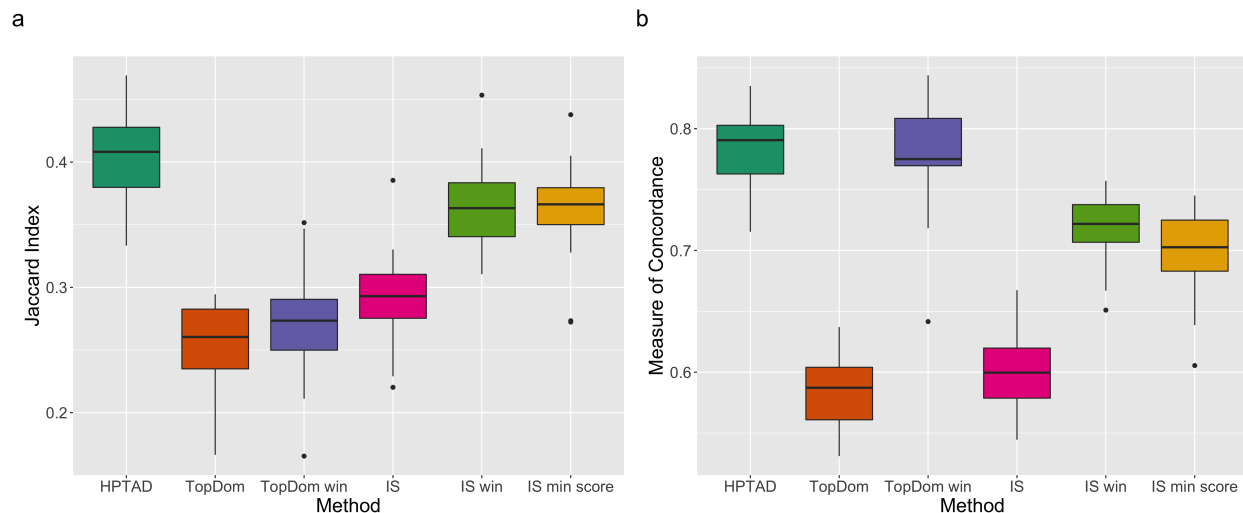 a
Jaccard Index
0.4
0.3
0.2
HPTAD TopDom TopDom win IS IS win IS min score
Method
b
Measure of Concordance
0.8
0.7
0.6
HPTAD TopDom TopDom win IS IS win IS min score
Method